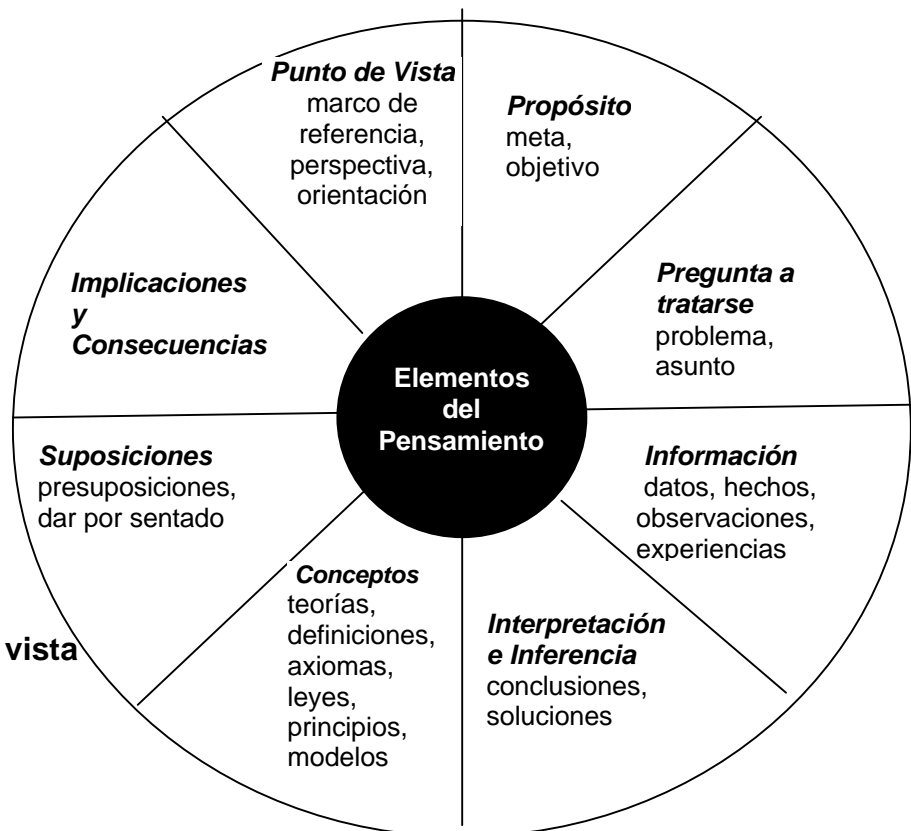 Punto de Vista
marco de
referencia,
perspectiva,
orientación
Propósito
meta,
objetivo
Pregunta a
tratarse
problema,
asunto
Información
datos, hechos,
observaciones,
experiencias
Interpretación
e Inferencia
conclusiones,
soluciones
Conceptos
teorías,
definiciones,
axiomas,
leyes,
principios,
modelos
Suposiciones
presuposiciones,
dar por sentado
Implicaciones
y
Consecuencias
Elementos
del
Pensamiento
vista